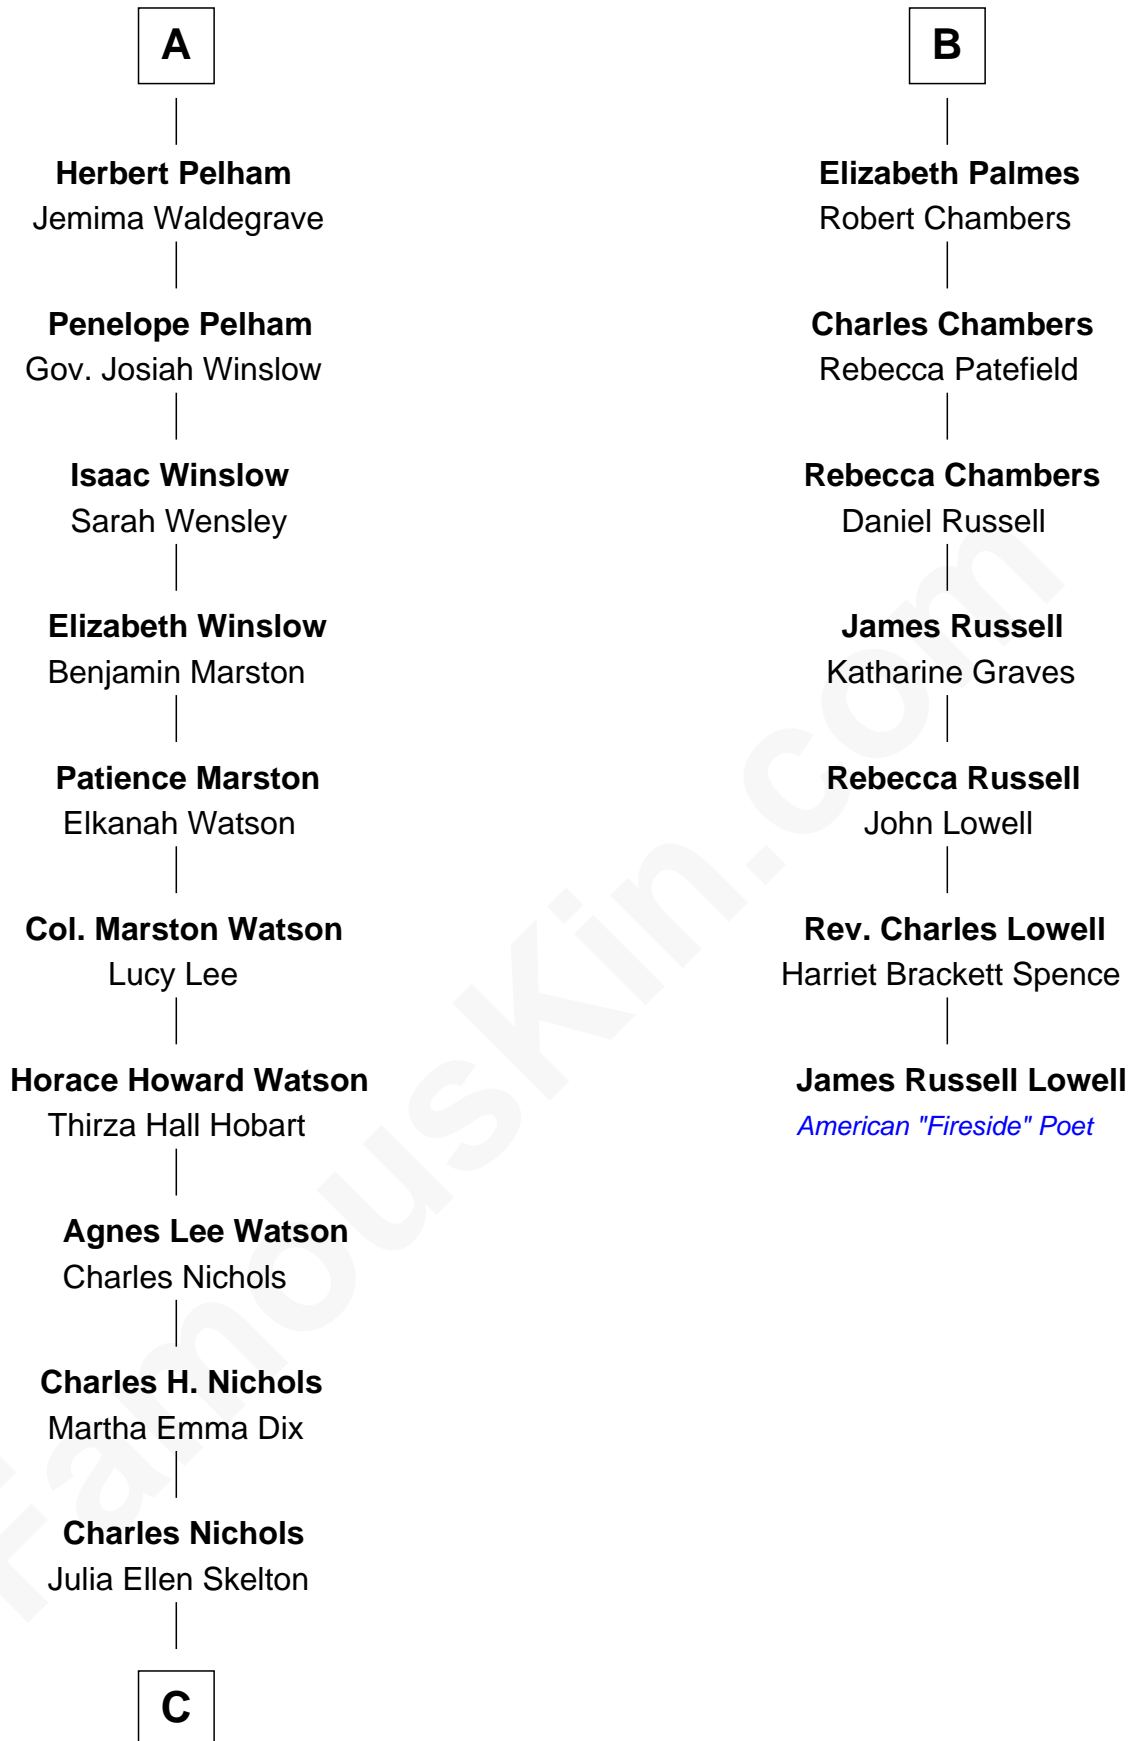 A
Herbert Pelham
Jemima Waldegrave
Penelope Pelham
Gov. Josiah Winslow
Isaac Winslow
Sarah Wensley
Elizabeth Winslow
Benjamin Marston
Patience Marston
Elkanah Watson
Col. Marston Watson
Lucy Lee
Horace Howard Watson
Thirza Hall Hobart
Agnes Lee Watson
Charles Nichols
Charles H. Nichols
Martha Emma Dix
Charles Nichols
Julia Ellen Skelton
C
B
Elizabeth Palmes
Robert Chambers
Charles Chambers
Rebecca Patefield
Rebecca Chambers
Daniel Russell
James Russell
Katharine Graves
Rebecca Russell
John Lowell
Rev. Charles Lowell
Harriet Brackett Spence
James Russell Lowell
American "Fireside" Poet
FamousKin.com